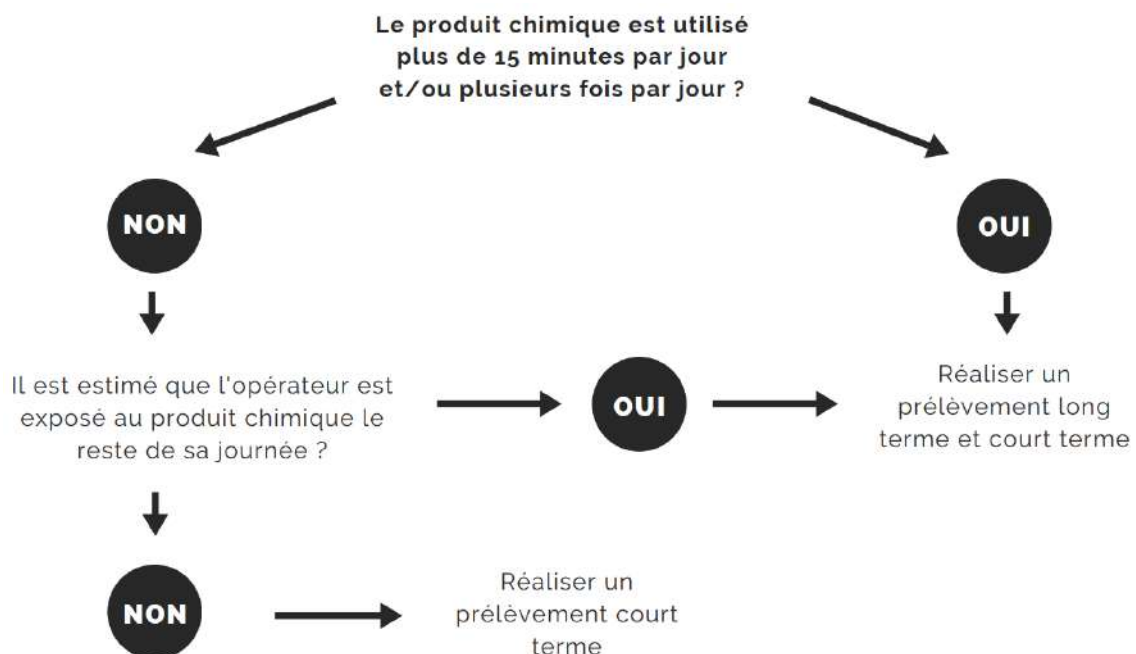 Le produit chimique est utilisé
plus de 15 minutes par jour
et/ou plusieurs fois par jour ?
NON
OUI
Il est estimé que l'opérateur est
exposé au produit chimique le
reste de sa journée ?
OUI
Réaliser un
prélèvement long
terme et court terme
NON
Réaliser un
prélèvement court
terme